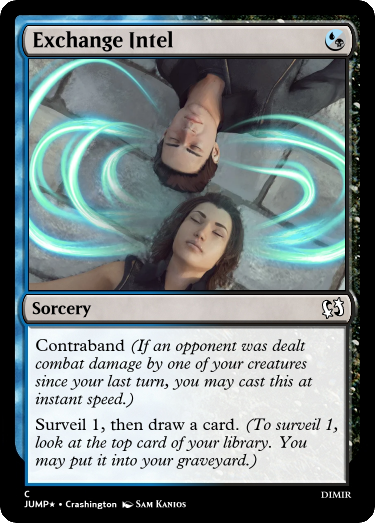 Exchange Intel
Sorcery
Contraband (If an opponent was dealt
combat damage by one of your creatures
since your last turn, you may cast this at
instant speed.)
Surveil 1, then draw a card. (To surveil 1,
look at the top card of your library. You
may put it into your graveyard.)
C
DIMIR
JUMP★ • Crashington Sam Kanios